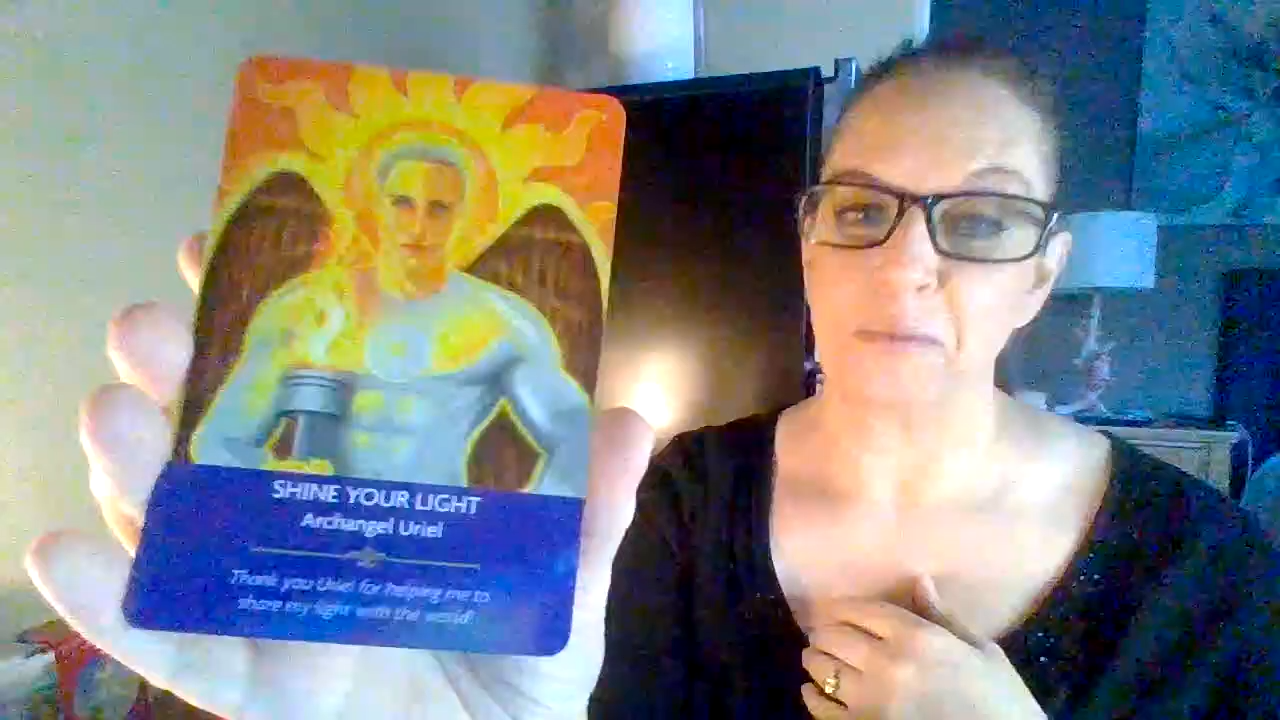 SHINE YOUR LIGHT
Archangel Uriel
Thank you Uriel for helping me to
share my light with the world!